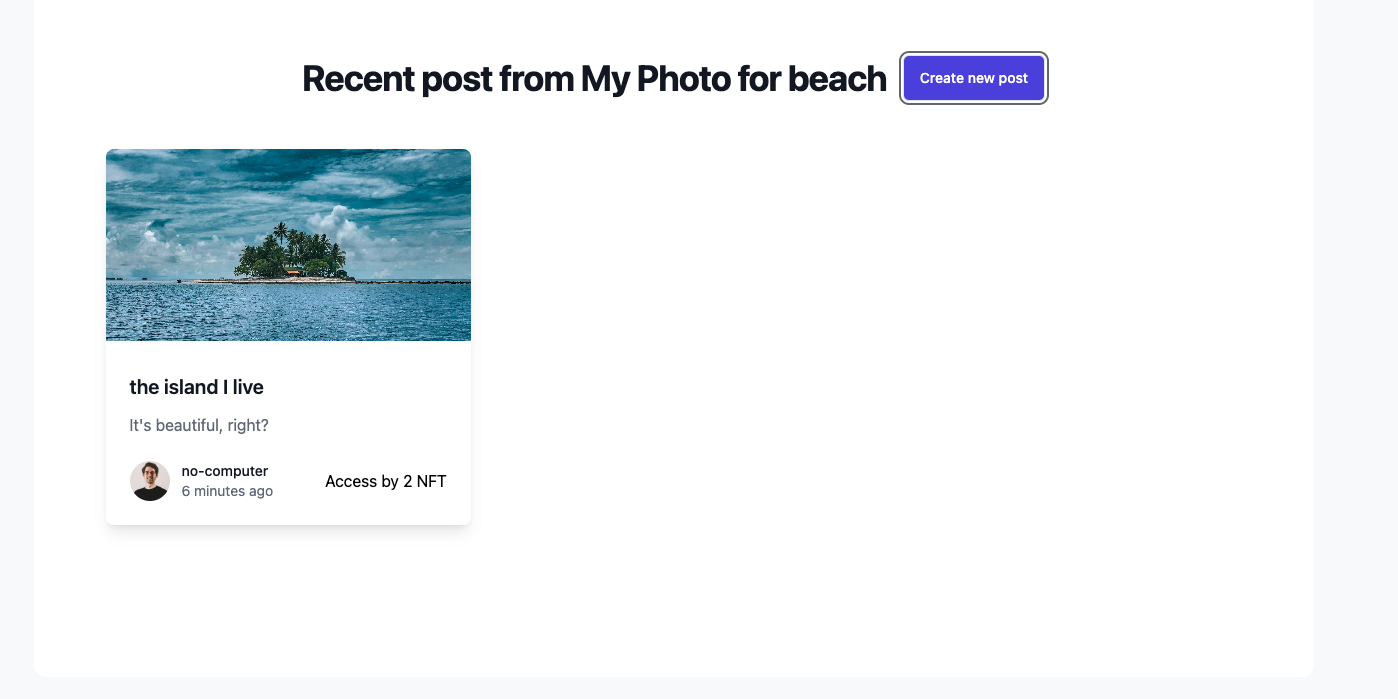 Recent post from My Photo for beach
Create new post
the island I live
It's beautiful, right?
no-computer
6 minutes ago
Access by 2 NFT